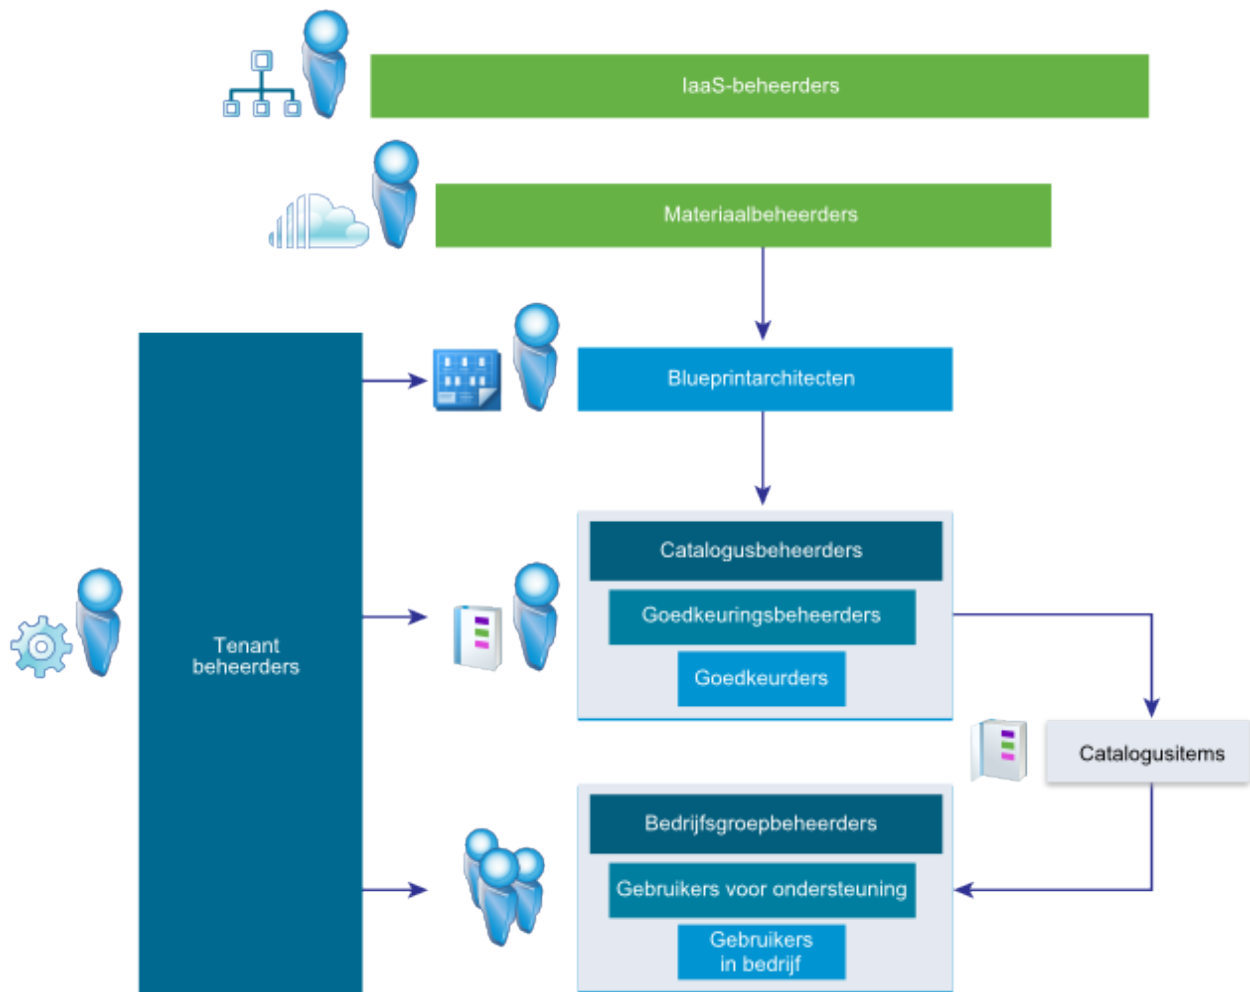 IaaS-beheerders
Materiaalbeheerders
Blueprintarchitecten
Catalogusbeheerders
Goedkeuringsbeheerders
Goedkeurders
Tenant
beheerders
Catalogusitems
Bedrijfsgroepbeheerders
Gebruikers voor ondersteuning
Gebruikers
in bedrijf